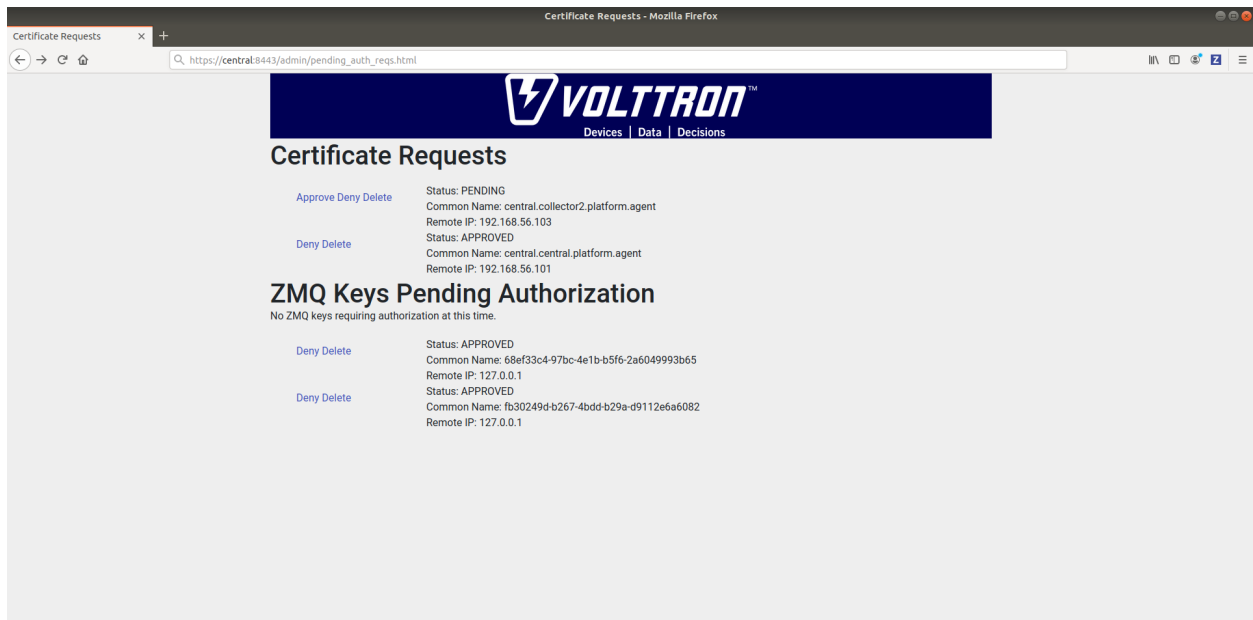 Certificate Requests - Mozilla Firefox
Certificate Requests
https://central:8443/admin/pending_auth_reqs.html
Z
VOLTTRON™
Devices | Data | Decisions
Certificate Requests
Approve Deny Delete
Status: PENDING
Common Name: central.collector2.platform.agent
Remote IP: 192.168.56.103
Deny Delete
Status: APPROVED
Common Name: central.central.platform.agent
Remote IP: 192.168.56.101
ZMQ Keys Pending Authorization
No ZMQ keys requiring authorization at this time.
Deny Delete
Status: APPROVED
Common Name: 68ef33c4-97bc-4e1b-b5f6-2a6049993b65
Remote IP: 127.0.0.1
Deny Delete
Status: APPROVED
Common Name: fb30249d-b267-4bdd-b29a-d9112e6a6082
Remote IP: 127.0.0.1